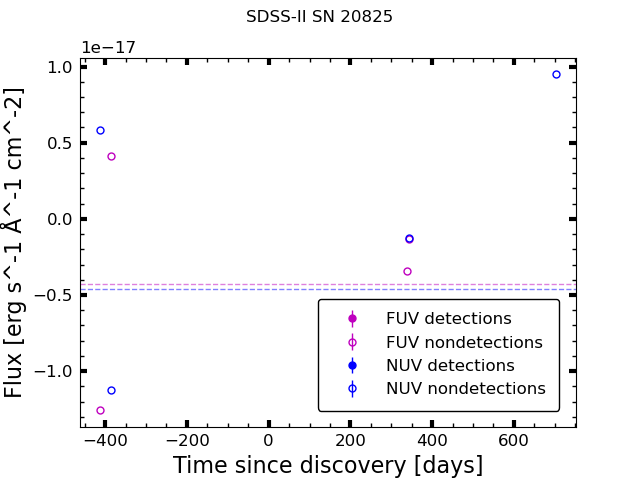 SDSS-II SN 20825
1e−17
1.0
0.5
0.0
−0.5
−1.0
Flux [erg s^-1 Å^-1 cm^-2]
FUV detections
FUV nondetections
NUV detections
NUV nondetections
−400 −200 0 200 400 600
Time since discovery [days]